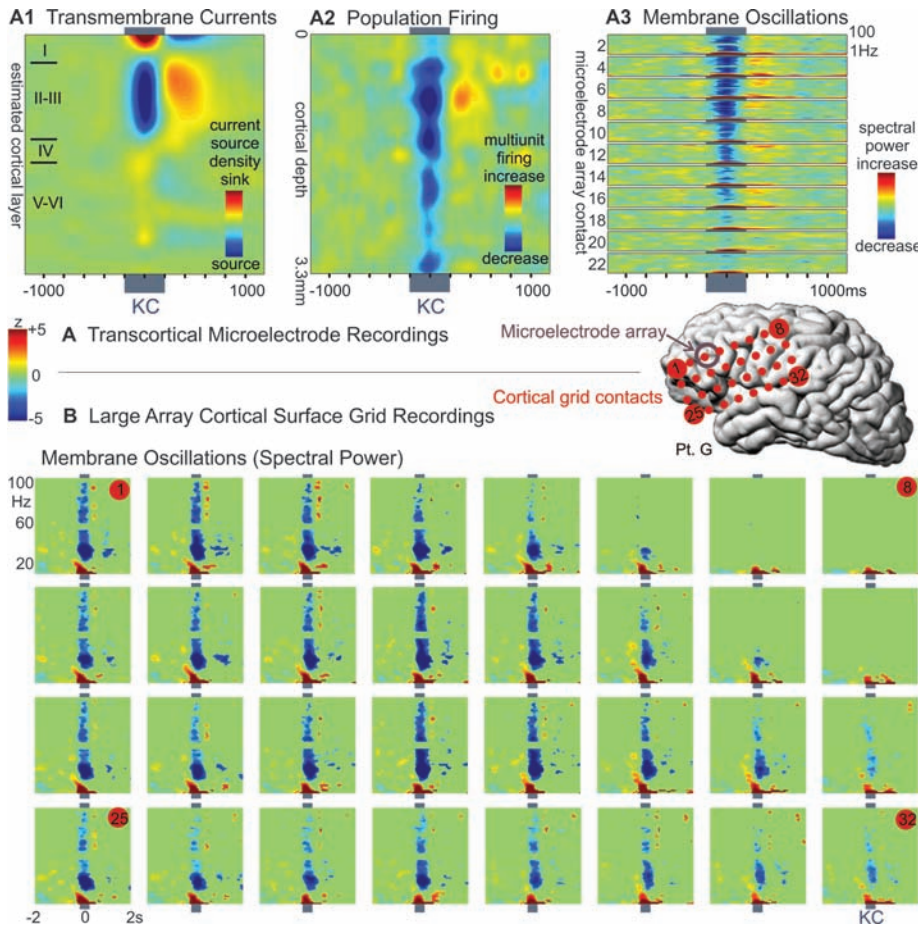 A1 Transmembrane Currents
estimated cortical layer
I
II-III
IV
V-VI
current
source
density
sink
source
-1000
KC
1000
A2 Population Firing
0
cortical depth
3.3mm
multiunit
firing
increase
decrease
-1000
KC
1000
A3 Membrane Oscillations
100
1Hz
microelectrode array contact
2
4
6
8
10
12
14
16
18
20
22
spectral
power
increase
decrease
-1000
1000ms
z
+5
0
-5
A Transcortical Microelectrode Recordings
B Large Array Cortical Surface Grid Recordings
Microelectrode array
Cortical grid contacts
1
8
25
32
Pt. G
Membrane Oscillations (Spectral Power)
100
Hz
60
20
1
8
25
32
-2
0
2s
KC